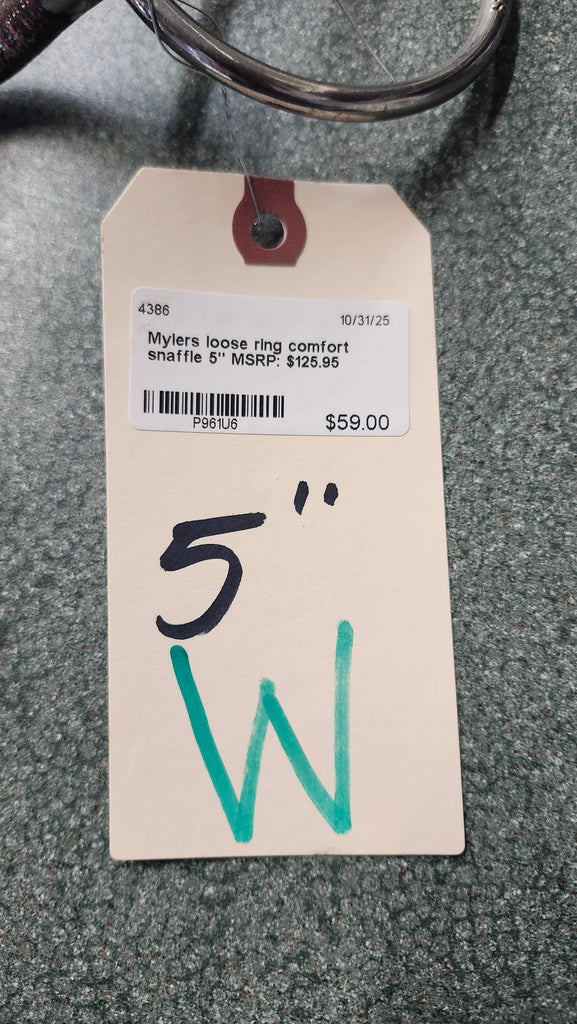 4386
10/31/25
Mylers loose ring comfort
snaffle 5'' MSRP: $125.95
P961U6
$59.00
5"
W